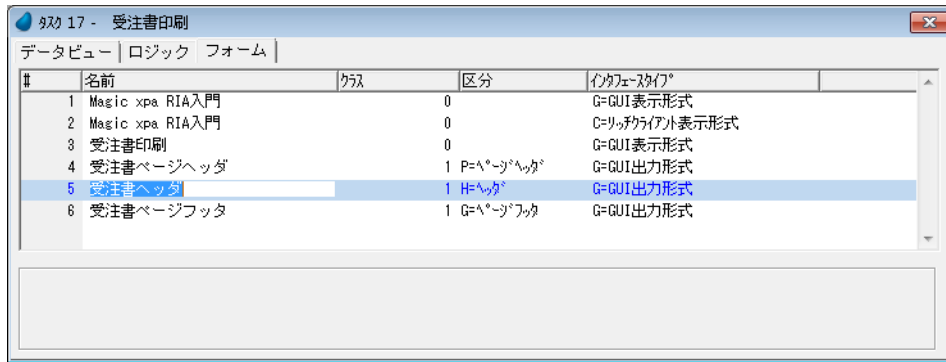 ﾀｽｸ 17 - 受注書印刷
データビュー ロジック フォーム
# 名前 ｸﾗｽ 区分 ｲﾝﾀﾌｪｰｽﾀｲﾌﾟ
1 Magic xpa RIA入門 0 G=GUI表示形式
2 Magic xpa RIA入門 0 C=ﾘｯﾁｸﾗｲｱﾝﾄ表示形式
3 受注書印刷 0 G=GUI表示形式
4 受注書ページヘッダ 1 P=ﾍﾟｰｼﾞﾍｯﾀﾞ G=GUI出力形式
5 受注書ヘッダ 1 H=ﾍｯﾀﾞ G=GUI出力形式
6 受注書ページフッタ 1 G=ﾍﾟｰｼﾞﾌｯﾀ G=GUI出力形式